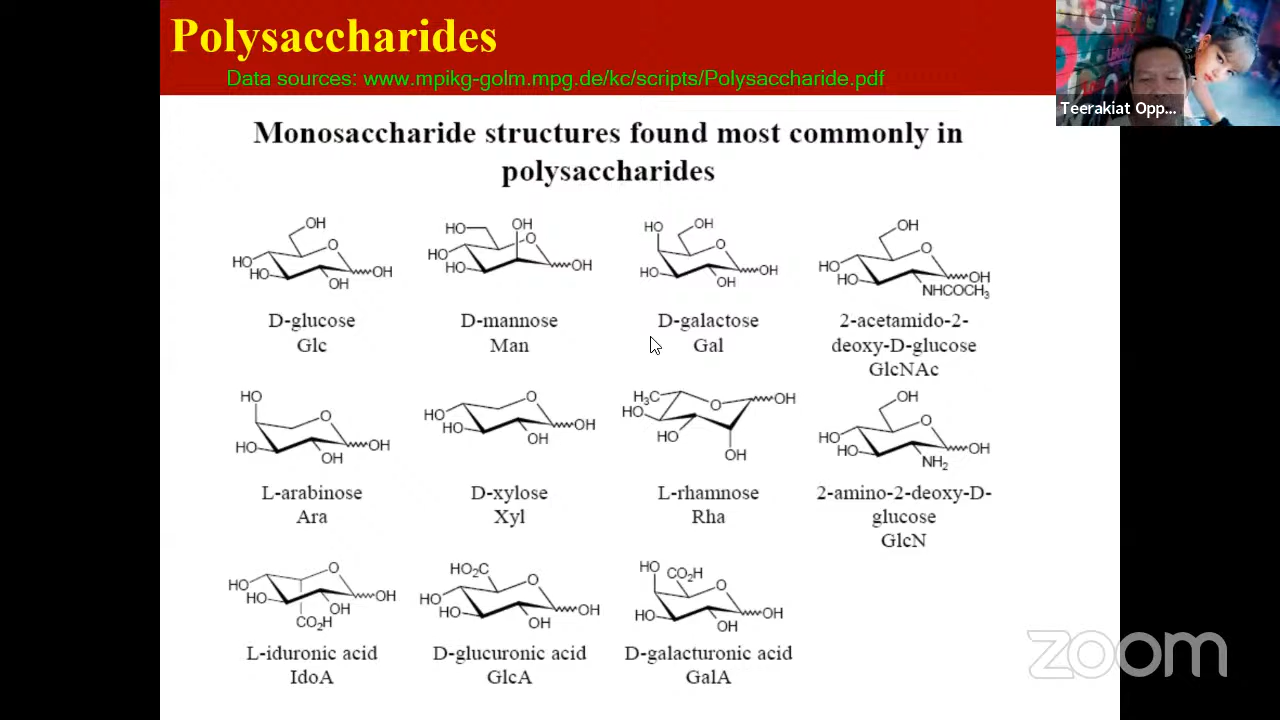 Polysaccharides
Data sources: www.mpikg-golm.mpg.de/kc/scripts/Polysaccharide.pdf
Teerakiat Opp...
Monosaccharide structures found most commonly in
polysaccharides
OH
O
HO
HO
OH
OH
D-glucose
Glc
HO
OH
O
HO
HO
OH
D-mannose
Man
HO
OH
O
HO
OH
OH
D-galactose
Gal
OH
O
HO
HO
OH
NHCOCH3
2-acetamido-2-
deoxy-D-glucose
GlcNAc
HO
O
HO
OH
OH
L-arabinose
Ara
O
HO
HO
OH
OH
D-xylose
Xyl
H3C
O
OH
HO
HO
OH
L-rhamnose
Rha
OH
O
HO
HO
OH
NH2
2-amino-2-deoxy-D-
glucose
GlcN
O
HO
HO
OH
OH
CO2H
L-iduronic acid
IdoA
HO2C
O
HO
HO
OH
OH
D-glucuronic acid
GlcA
HO
CO2H
O
HO
OH
OH
D-galacturonic acid
GalA
zoom